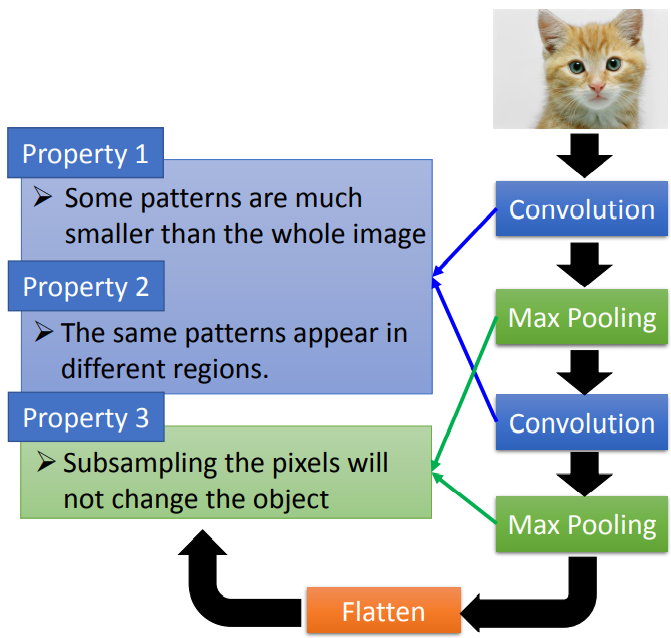 Property 1
➢ Some patterns are much
smaller than the whole image
Property 2
➢ The same patterns appear in
different regions.
Property 3
➢ Subsampling the pixels will
not change the object
Convolution
Max Pooling
Convolution
Max Pooling
Flatten